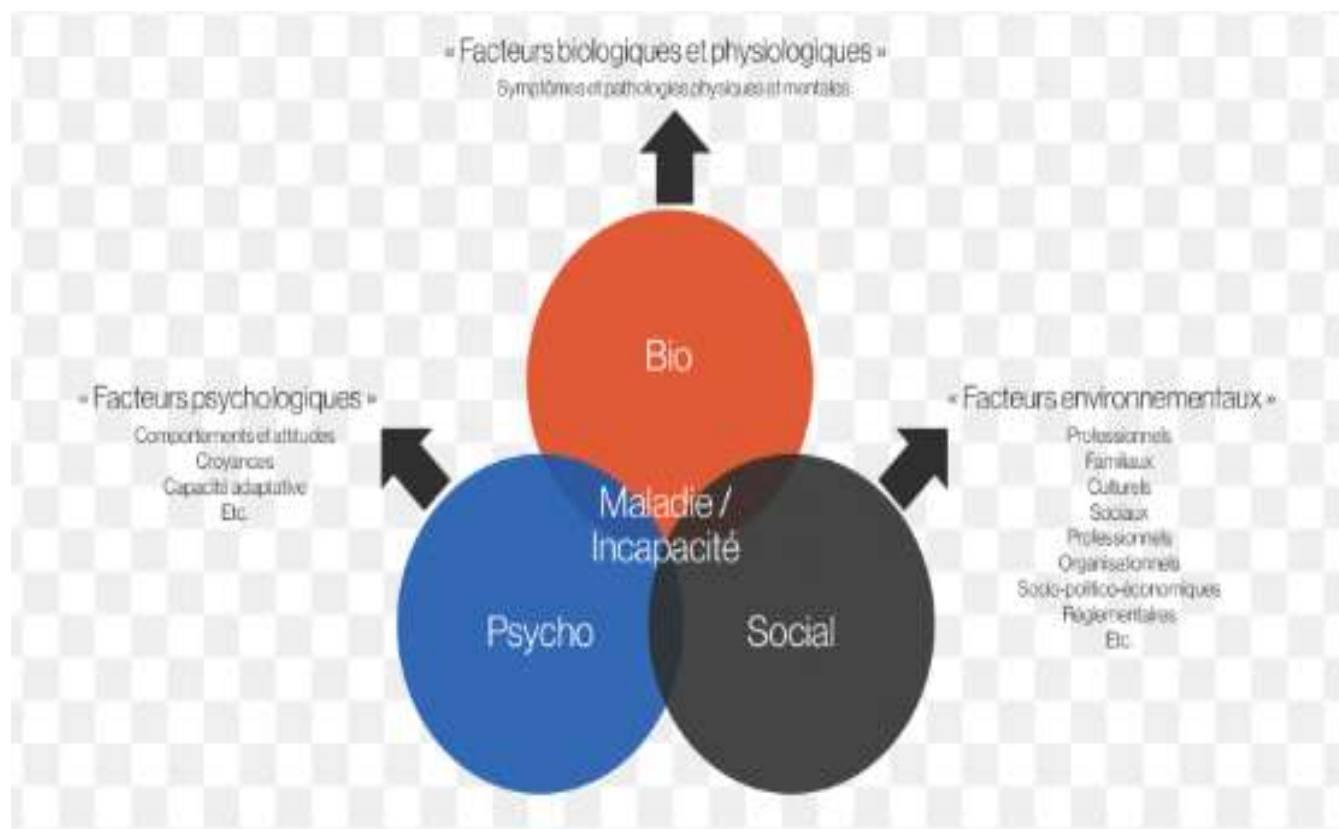 « Facteurs biologiques et physiologiques »
Symptômes et pathologies physiques et mentales
Bio
« Facteurs psychologiques »
Comportements et attitudes
Croyances
Capacité adaptative
Etc.
« Facteurs environnementaux »
Professionnels
Familiaux
Culturels
Sociaux
Professionnels
Organisationnels
Socio-politico-économiques
Réglementaires
Etc.
Maladie /
Incapacité
Psycho
Social